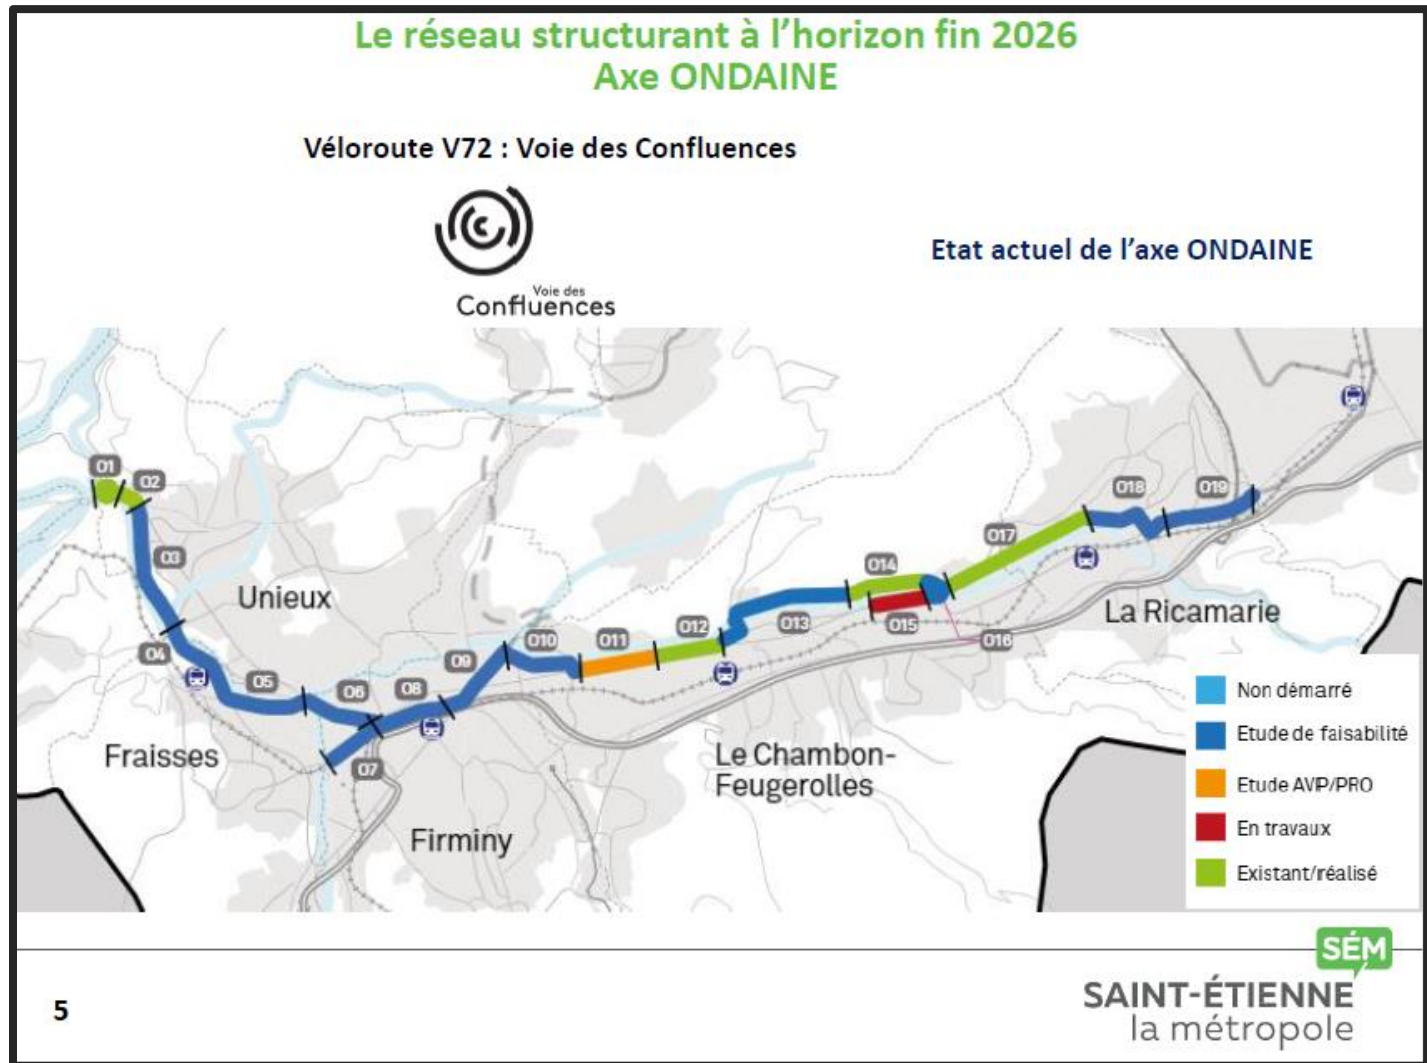 Le réseau structurant à l'horizon fin 2026
Axe ONDAINE
Véloroute V72 : Voie des Confluences
Voie des
Confluences
Etat actuel de l'axe ONDAINE
O1
O2
O3
O4
O5
O6
O7
O8
O9
O10
O11
O12
O13
O14
O15
O16
O17
O18
O19
Unieux
Fraisses
Firminy
Le Chambon-
Feugerolles
La Ricamarie
Non démarré
Etude de faisabilité
Etude AVP/PRO
En travaux
Existant/réalisé
5
SÉM
SAINT-ÉTIENNE
la métropole